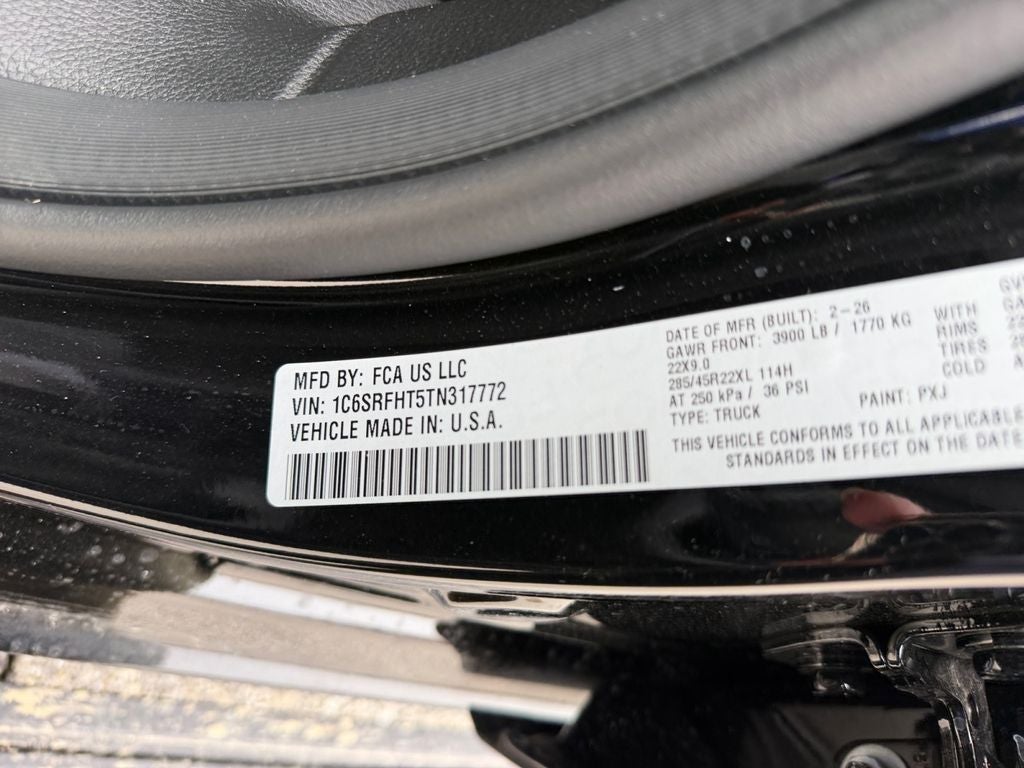 MFD BY: FCA US LLC
VIN: 1C6SRFHT5TN317772
VEHICLE MADE IN: U.S.A.
DATE OF MFR (BUILT): 2-26
GAWR FRONT: 3900 LB / 1770 KG WITH
22X9.0 RIMS
285/45R22XL 114H TIRES
AT 250 kPa / 36 PSI COLD
TYPE: TRUCK PAINT: PXJ
THIS VEHICLE CONFORMS TO ALL APPLICABLE
STANDARDS IN EFFECT ON THE DATE